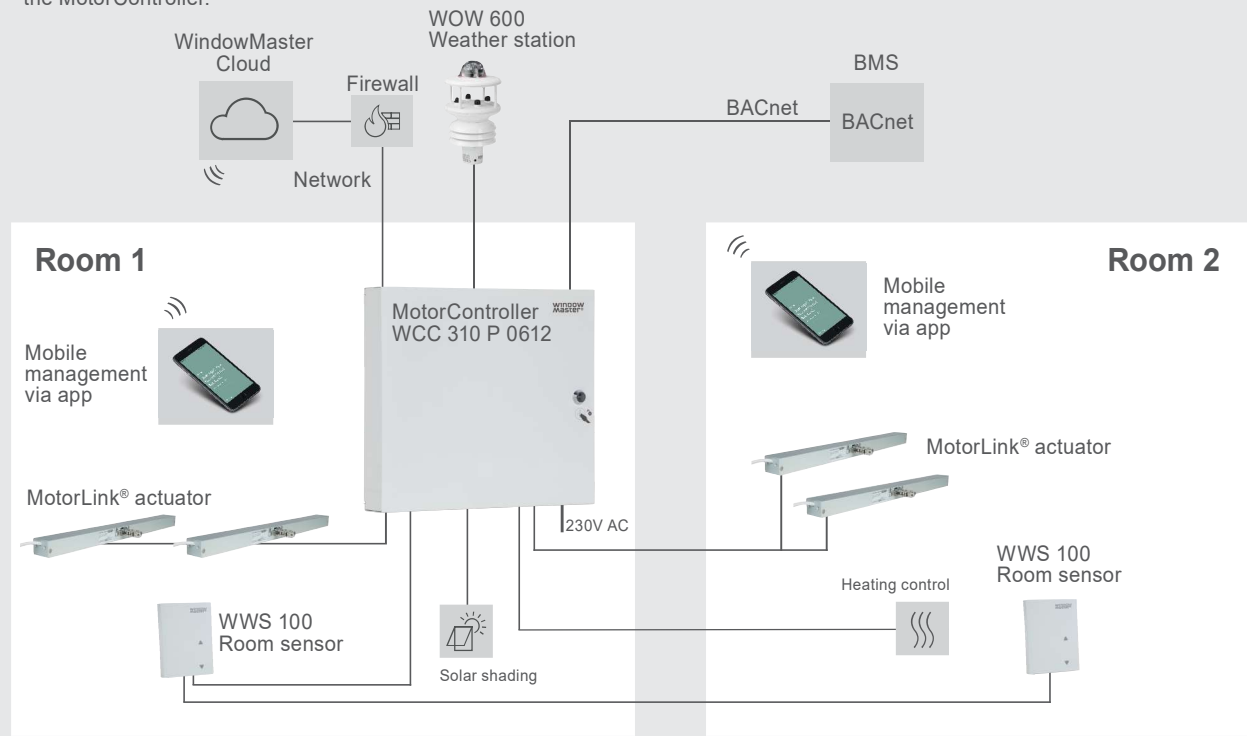 the MotorController.
WOW 600
Weather station
WindowMaster
Cloud
Firewall
BMS
BACnet
BACnet
Network
Room 1
Room 2
MotorController
WCC 310 P 0612
WINDOW
Master
Mobile
management
via app
Mobile
management
via app
MotorLink® actuator
MotorLink® actuator
230V AC
WWS 100
Room sensor
Heating control
WWS 100
Room sensor
Solar shading